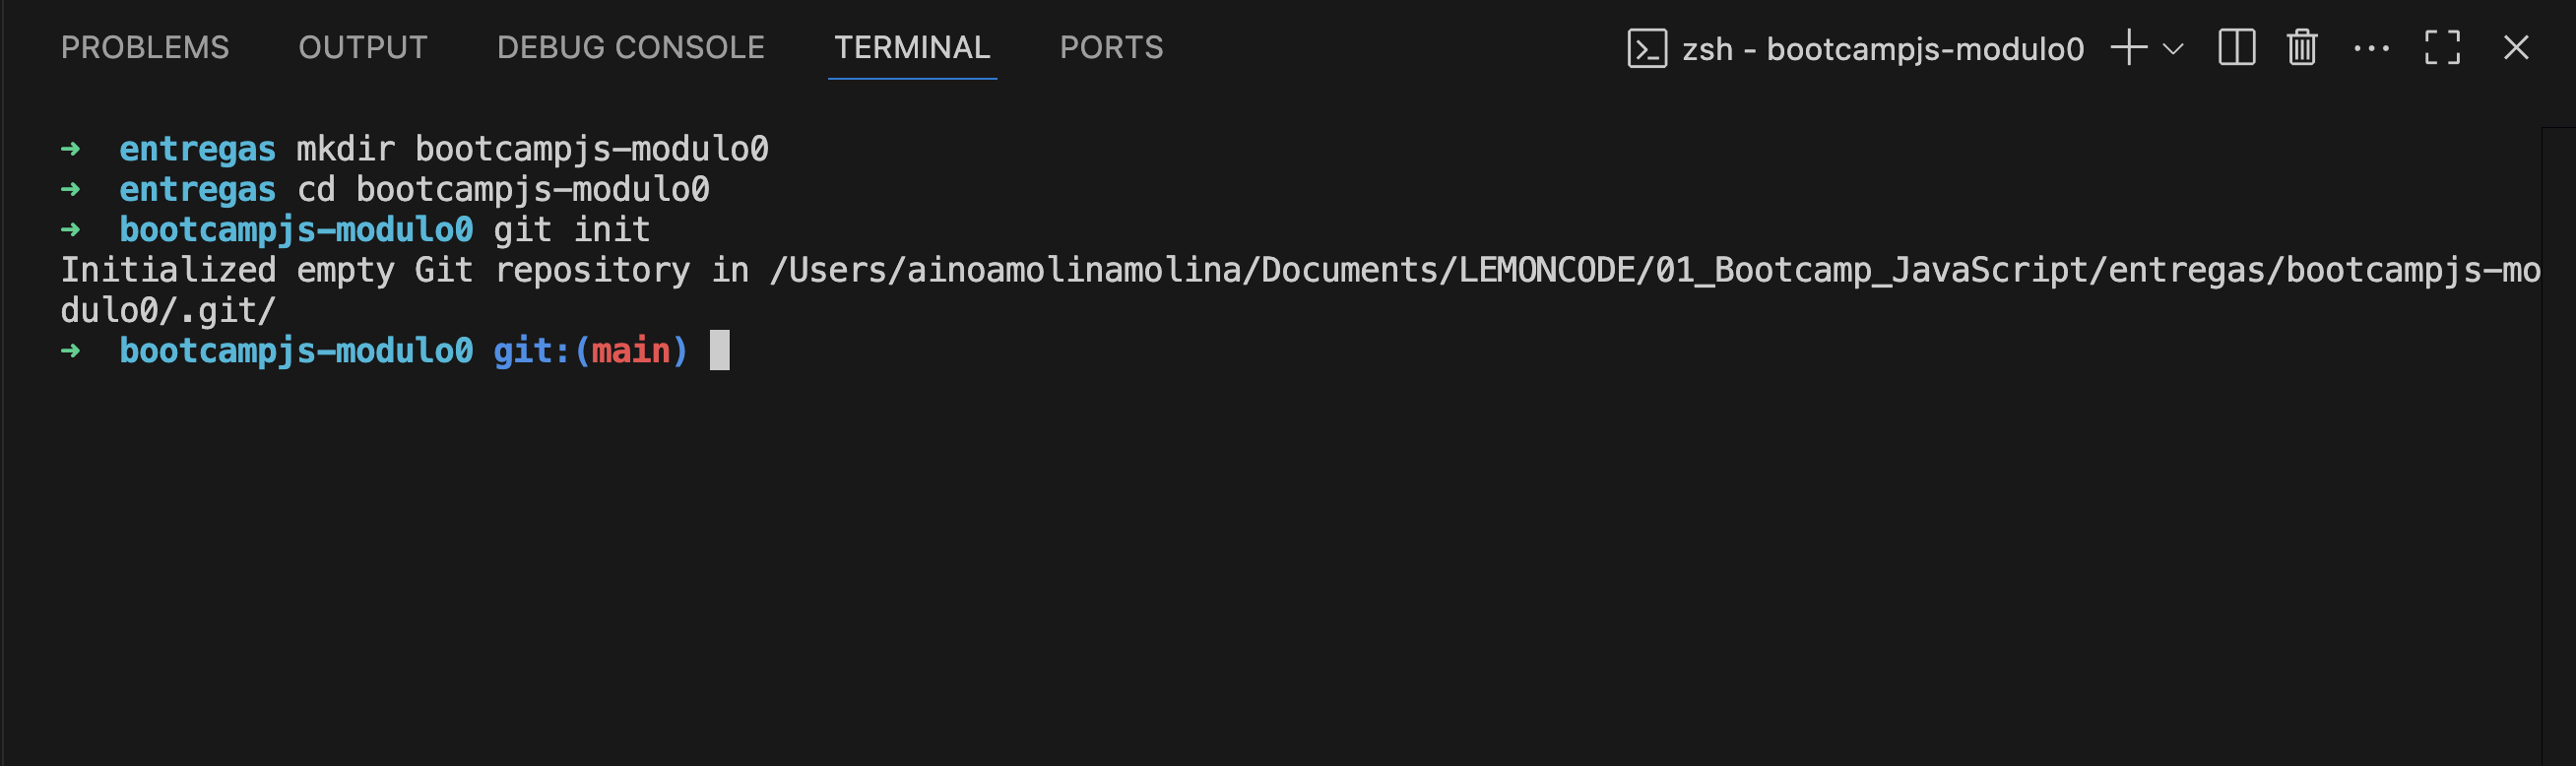 PROBLEMS OUTPUT DEBUG CONSOLE TERMINAL PORTS zsh - bootcampjs-modulo0
➜ entregas mkdir bootcampjs-modulo0
➜ entregas cd bootcampjs-modulo0
➜ bootcampjs-modulo0 git init
Initialized empty Git repository in /Users/ainoamolinamolina/Documents/LEMONCODE/01_Bootcamp_JavaScript/entregas/bootcampjs-mo
dulo0/.git/
➜ bootcampjs-modulo0 git:(main)